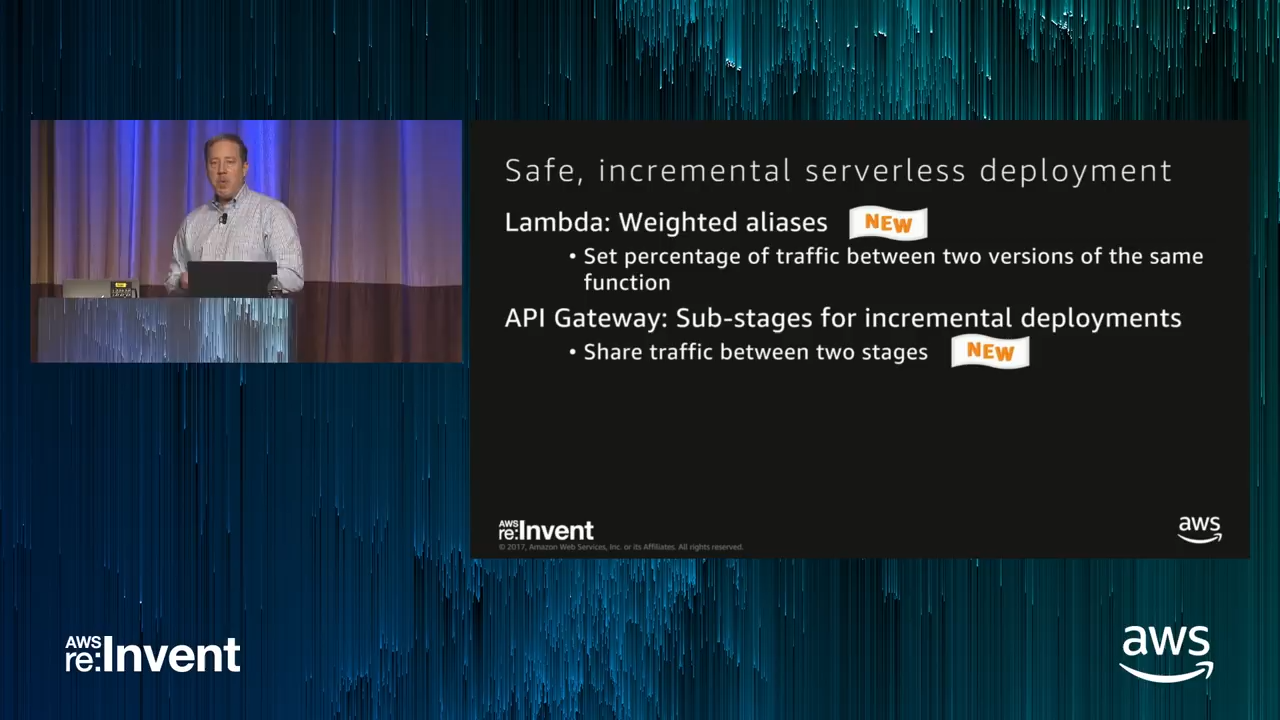 Safe, incremental serverless deployment
Lambda: Weighted aliases NEW
• Set percentage of traffic between two versions of the same
function
API Gateway: Sub-stages for incremental deployments
• Share traffic between two stages NEW
AWS
re:Invent
© 2017, Amazon Web Services, Inc. or its Affiliates. All rights reserved.
aws
AWS
re:Invent
aws